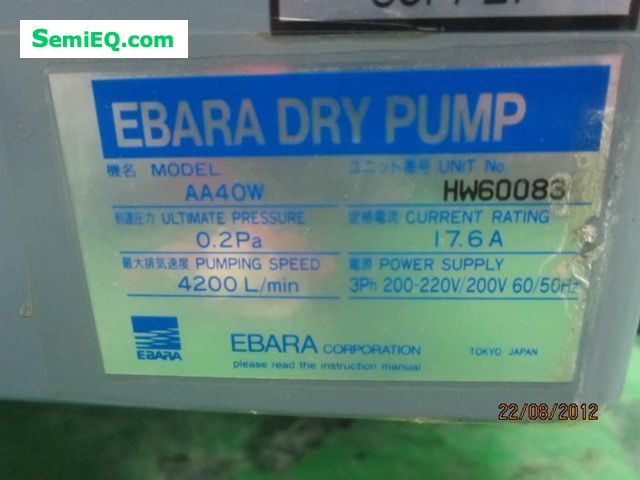 SemiEQ.com
EBARA DRY PUMP
機名 MODEL
AA40W
ユニット番号 UNIT No.
HW60083
到達圧力 ULTIMATE PRESSURE
0.2Pa
定格電流 CURRENT RATING
17.6A
最大排気速度 PUMPING SPEED
4200 L/min
電源 POWER SUPPLY
3Ph 200-220V/200V 60/50Hz
EBARA
EBARA CORPORATION
TOKYO JAPAN
please read the instruction manual
22/08/2012